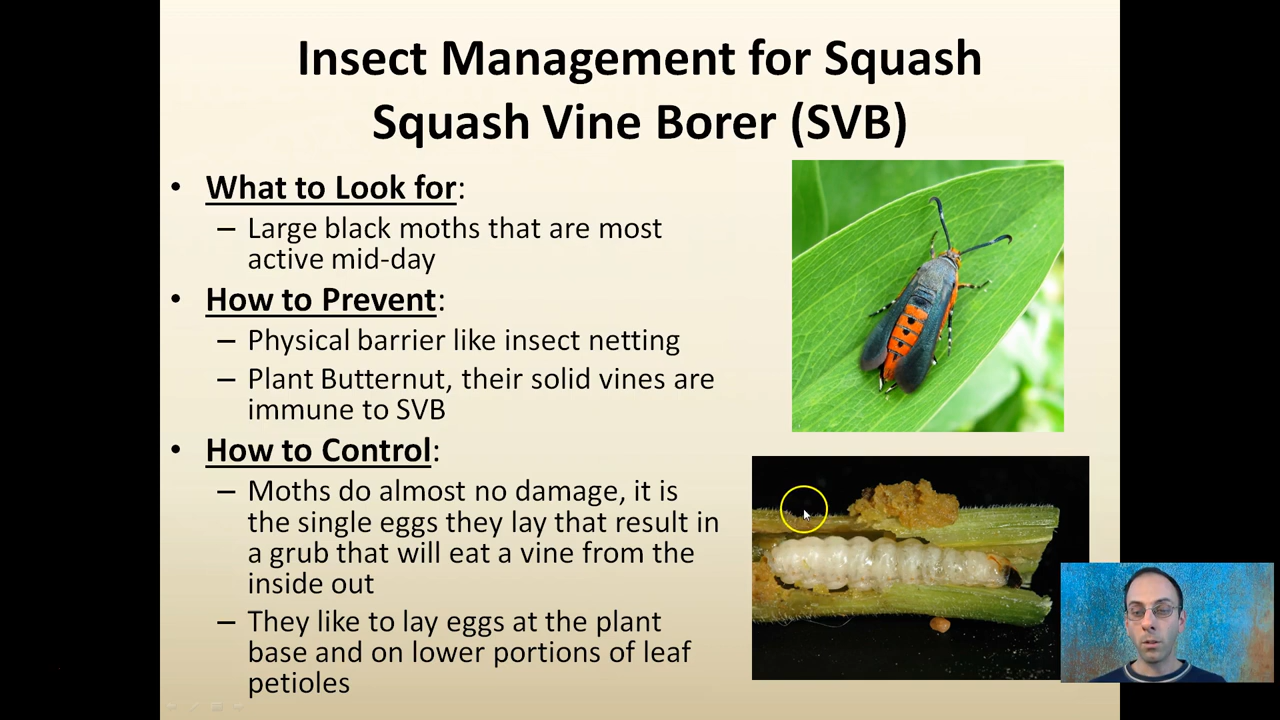 Insect Management for Squash
Squash Vine Borer (SVB)
• What to Look for:
– Large black moths that are most
active mid-day
• How to Prevent:
– Physical barrier like insect netting
– Plant Butternut, their solid vines are
immune to SVB
• How to Control:
– Moths do almost no damage, it is
the single eggs they lay that result in
a grub that will eat a vine from the
inside out
– They like to lay eggs at the plant
base and on lower portions of leaf
petioles